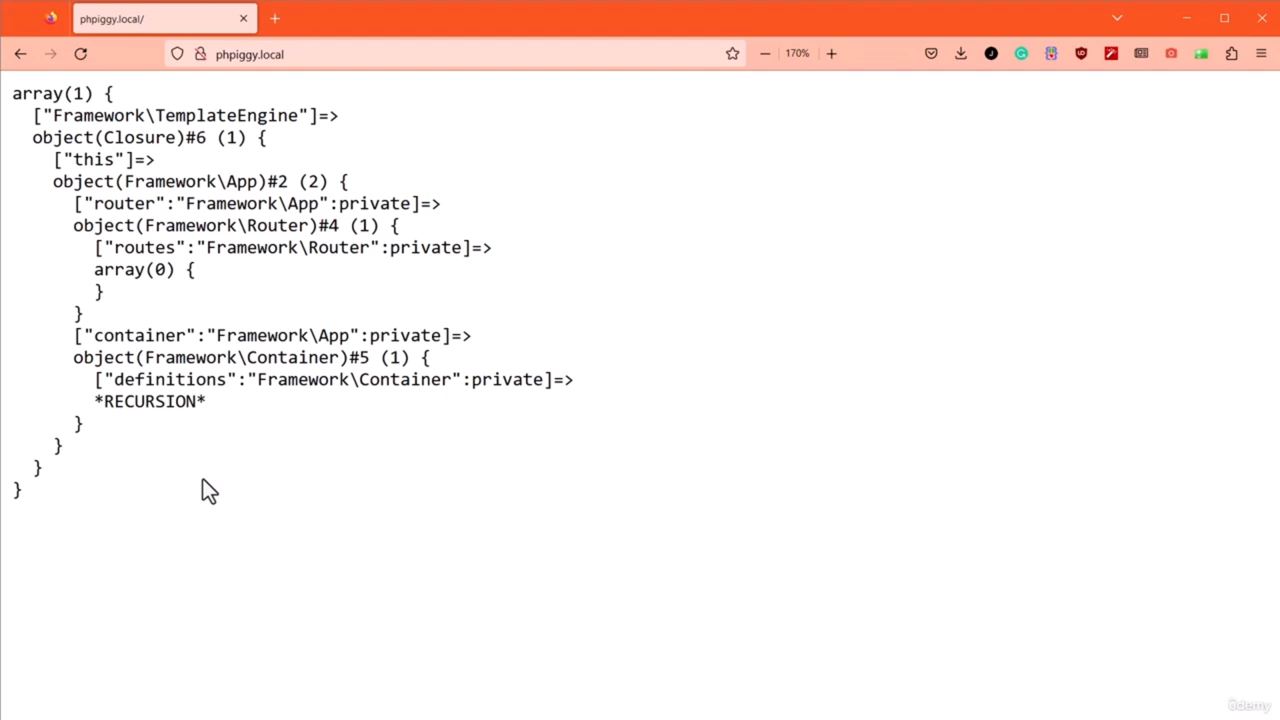 phpiggy.local/
phpiggy.local
170%
array(1) {
  ["Framework\TemplateEngine"]=>
  object(Closure)#6 (1) {
    ["this"]=>
    object(Framework\App)#2 (2) {
      ["router":"Framework\App":private]=>
      object(Framework\Router)#4 (1) {
        ["routes":"Framework\Router":private]=>
        array(0) {
        }
      }
      ["container":"Framework\App":private]=>
      object(Framework\Container)#5 (1) {
        ["definitions":"Framework\Container":private]=>
        *RECURSION*
      }
    }
  }
}
ûdemy